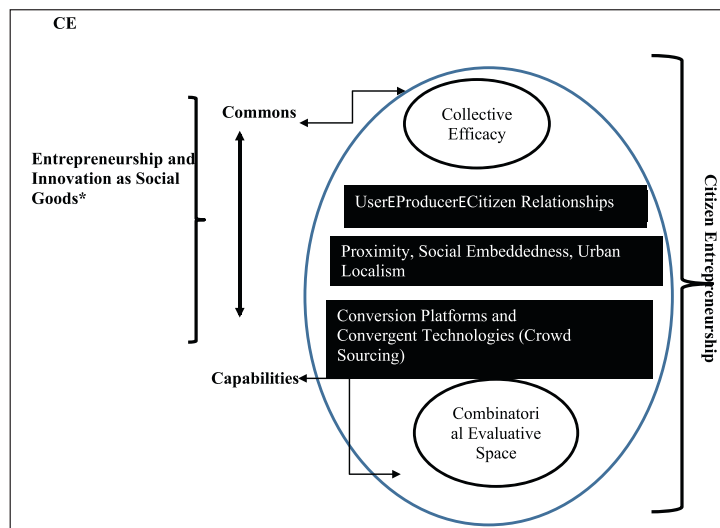 CE
Commons
Entrepreneurship and
Innovation as Social
Goods*
Capabilities
Collective
Efficacy
UserEProducerECitizen Relationships
Proximity, Social Embeddedness, Urban
Localism
Conversion Platforms and
Convergent Technologies (Crowd
Sourcing)
Combinatori
al Evaluative
Space
Citizen Entrepreneurship